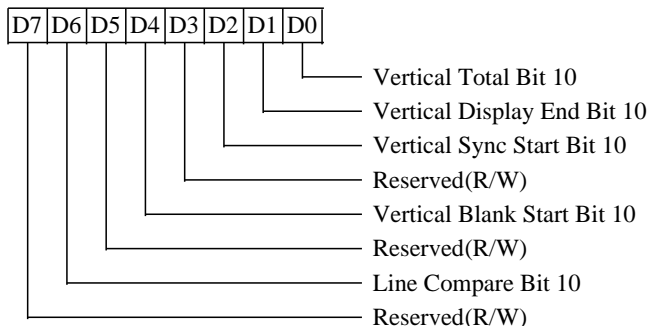 D7 D6 D5 D4 D3 D2 D1 D0
Vertical Total Bit 10
Vertical Display End Bit 10
Vertical Sync Start Bit 10
Reserved(R/W)
Vertical Blank Start Bit 10
Reserved(R/W)
Line Compare Bit 10
Reserved(R/W)